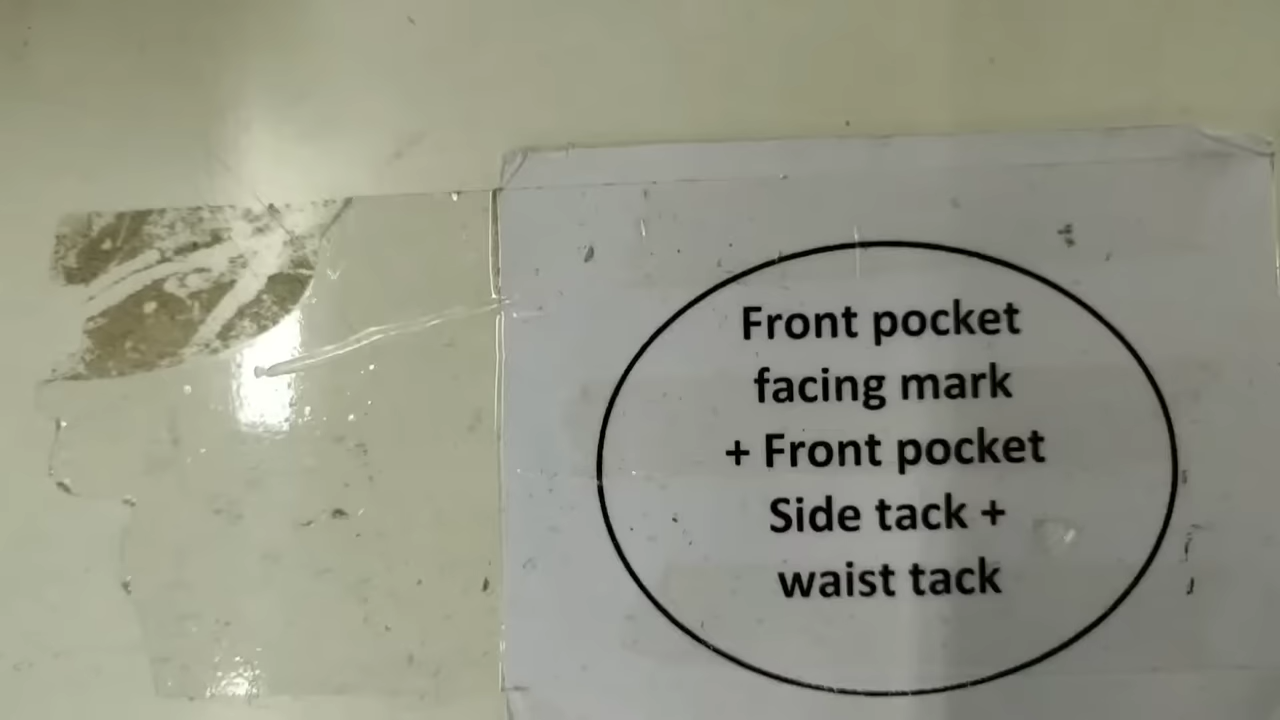 Front pocket
facing mark
+ Front pocket
Side tack +
waist tack